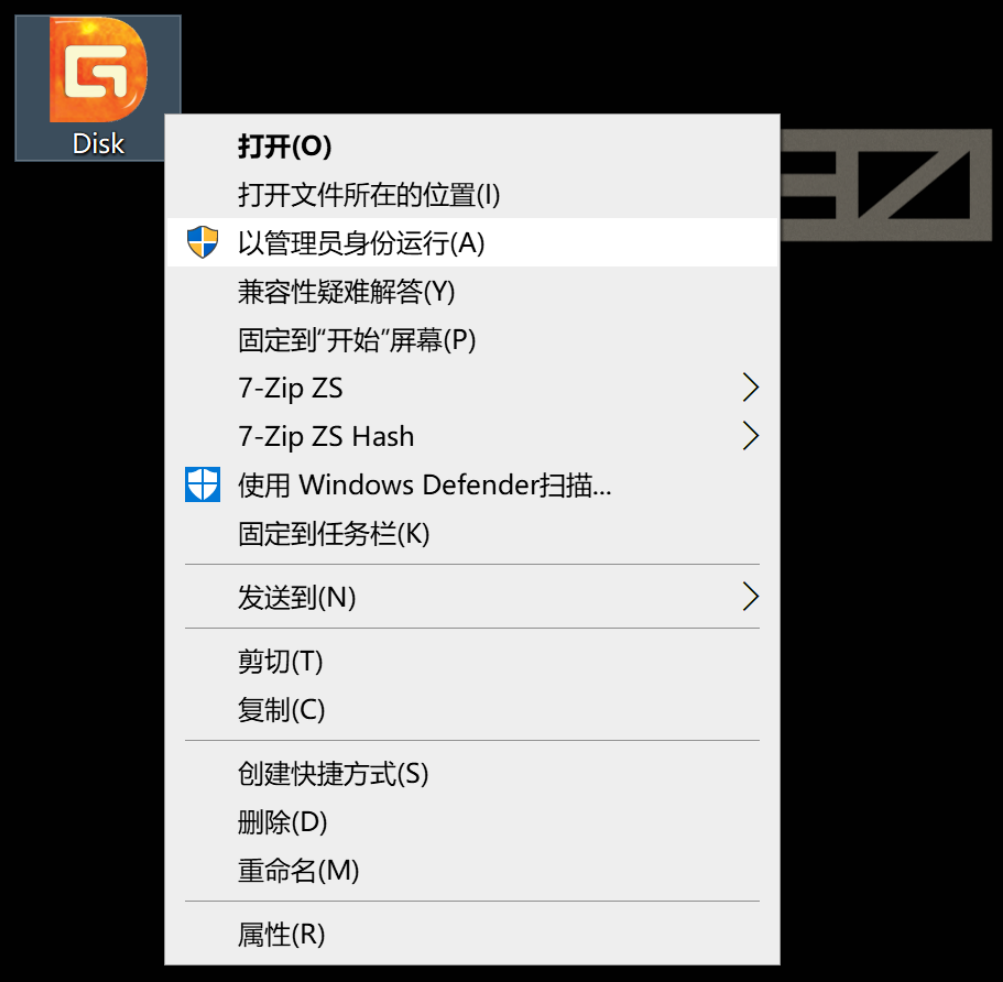 Disk
打开(O)
打开文件所在的位置(I)
以管理员身份运行(A)
兼容性疑难解答(Y)
固定到“开始”屏幕(P)
7-Zip ZS
7-Zip ZS Hash
使用 Windows Defender扫描...
固定到任务栏(K)
发送到(N)
剪切(T)
复制(C)
创建快捷方式(S)
删除(D)
重命名(M)
属性(R)